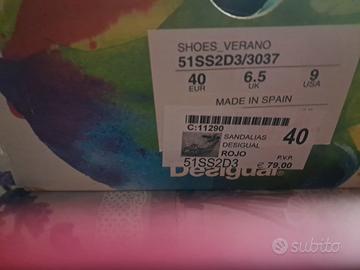 SHOES_VERANO
51SS2D3/3037
40 6.5 9
EUR UK USA
MADE IN SPAIN
C:11290
SANDALIAS
DESIGUAL
ROJO
40
51SS2D3
P.V.P.
€ 79,00
Desigual®
subito